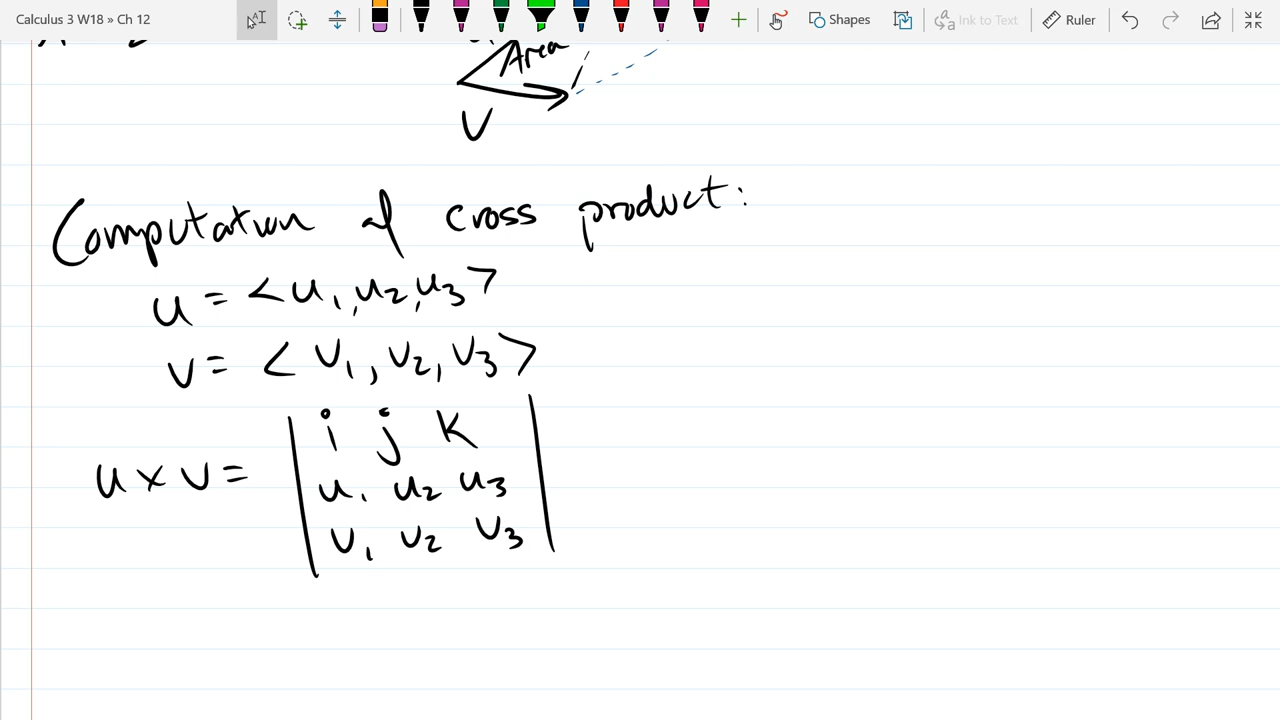 Calculus 3 W18 » Ch 12
Shapes
Ink to Text
Ruler
Area
V
Computation of cross product:
u = <u1, u2, u3>
v = <v1, v2, v3>
u × v = | i j k |
u1 u2 u3
v1 v2 v3